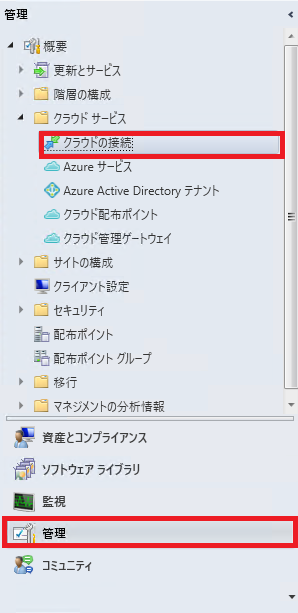 管理
概要
更新とサービス
階層の構成
クラウド サービス
クラウドの接続
Azure サービス
Azure Active Directory テナント
クラウド配布ポイント
クラウド管理ゲートウェイ
サイトの構成
クライアント設定
セキュリティ
配布ポイント
配布ポイント グループ
移行
マネジメントの分析情報
資産とコンプライアンス
ソフトウェア ライブラリ
監視
管理
コミュニティ